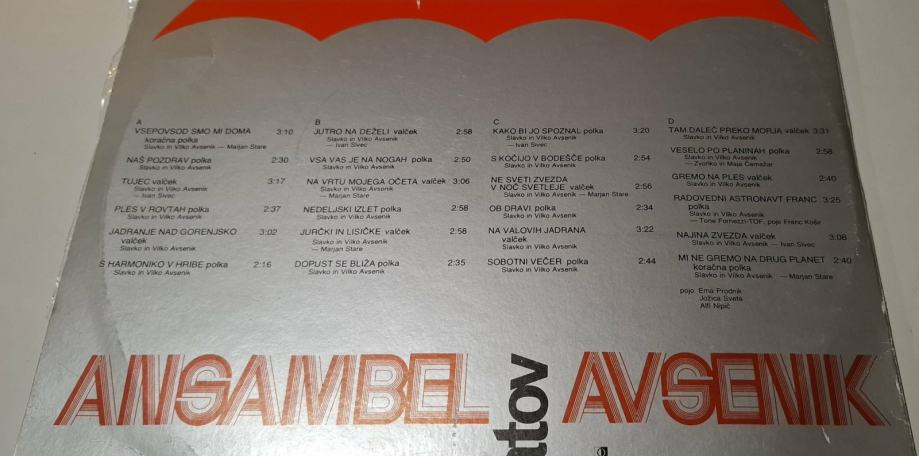 A
VSEPOVSOD SMO MI DOMA 3:10
koračna polka
Slavko in Vilko Avsenik — Marjan Stare
NAŠ POZDRAV polka 2:30
Slavko in Vilko Avsenik
TUJEC valček 3:17
Slavko in Vilko Avsenik
— Ivan Sivec
PLES V ROVTAH polka 2:37
Slavko in Vilko Avsenik
JADRANJE NAD GORENJSKO 3:02
valček
Slavko in Vilko Avsenik
— Marjan Stare
S HARMONIKO V HRIBE polka 2:16
Slavko in Vilko Avsenik
B
JUTRO NA DEŽELI valček 2:58
Slavko in Vilko Avsenik
— Ivan Sivec
VSA VAS JE NA NOGAH polka 2:50
Slavko in Vilko Avsenik
NA VRTU MOJEGA OČETA valček 3:06
Slavko in Vilko Avsenik
— Marjan Stare
NEDELJSKI IZLET polka 2:58
Slavko in Vilko Avsenik
JURČKI IN LISIČKE valček 2:58
Slavko in Vilko Avsenik
— Marjan Stare
DOPUST SE BLIŽA polka 2:35
Slavko in Vilko Avsenik
C
KAKO BI JO SPOZNAL polka 3:20
Slavko in Vilko Avsenik
— Ivan Sivec
S KOČIJO V BODEŠČE polka 2:54
Slavko in Vilko Avsenik
NE SVETI ZVEZDA
V NOČ SVETLEJE valček 2:56
Slavko in Vilko Avsenik — Marjan Stare
OB DRAVI polka 2:34
Slavko in Vilko Avsenik
NA VALOVIH JADRANA 3:22
valček
Slavko in Vilko Avsenik
SOBOTNI VEČER polka 2:44
Slavko in Vilko Avsenik
D
TAM DALEČ PREKO MORJA valček 3:31
Slavko in Vilko Avsenik
VESELO PO PLANINAH polka 2:58
Slavko in Vilko Avsenik
— Zvonko in Maja Čemažar
GREMO NA PLES valček 2:40
Slavko in Vilko Avsenik
RADOVEDNI ASTRONAVT FRANC 3:25
polka
Slavko in Vilko Avsenik
— Tone Fornezzi-TOF, poje Franc Košir
NAJINA ZVEZDA valček 3:08
Slavko in Vilko Avsenik — Ivan Sivec
MI NE GREMO NA DRUG PLANET 2:40
koračna polka
Slavko in Vilko Avsenik — Marjan Stare
pojo Ema Prodnik
Jožica Svete
Alfi Nipič
ANSAMBEL
AVSENIK